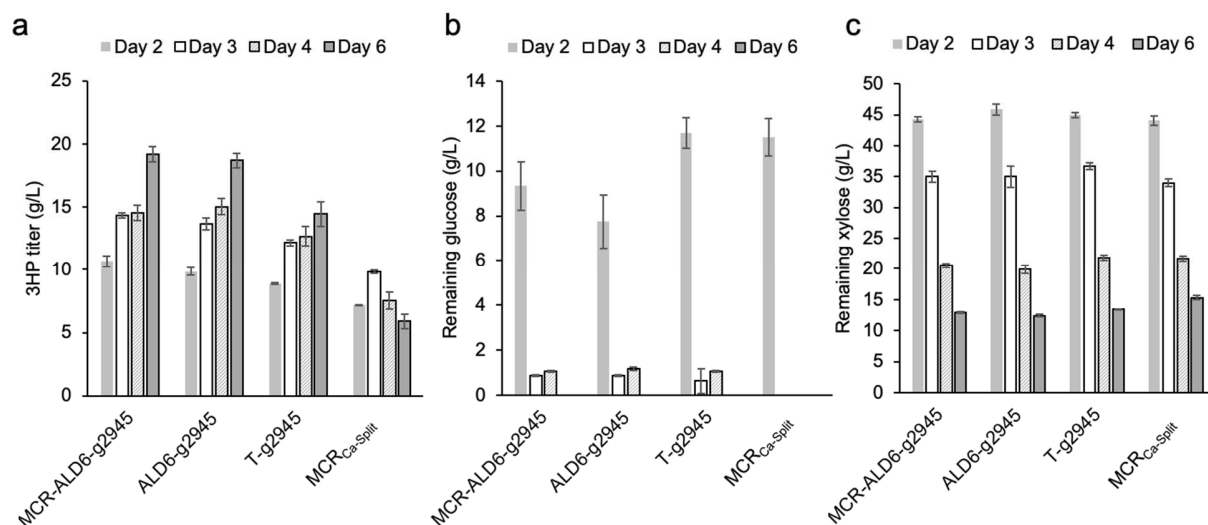 a
Day 2 Day 3 Day 4 Day 6
3HP titer (g/L)
25
20
15
10
5
0
MCR-ALD6-g2945
ALD6-g2945
T-g2945
MCRCa-Split
b
Day 2 Day 3 Day 4 Day 6
Remaining glucose (g/L)
14
12
10
8
6
4
2
0
MCR-ALD6-g2945
ALD6-g2945
T-g2945
MCRCa-Split
c
Day 2 Day 3 Day 4 Day 6
Remaining xylose (g/L)
50
45
40
35
30
25
20
15
10
5
0
MCR-ALD6-g2945
ALD6-g2945
T-g2945
MCRCa-Split